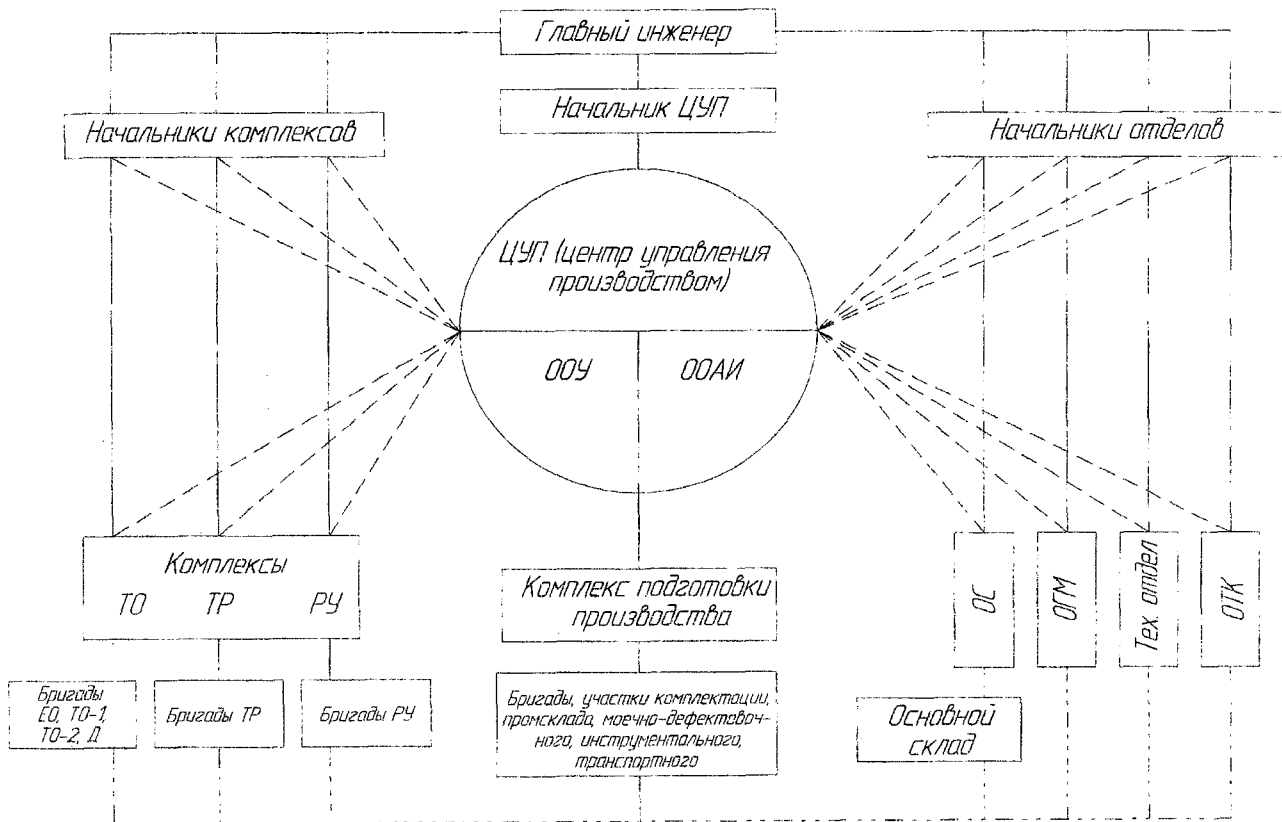 Главный инженер
Начальник ЦУП
Начальники комплексов
Начальники отделов
ЦУП (центр управления
производством)
ООУ
ООАИ
Комплексы
ТО ТР РУ
Комплекс подготовки
производства
ОС
ОГМ
Тех. отдел
ОТК
Бригады
ЕО, ТО-1,
ТО-2, Д
Бригады ТР
Бригады РУ
Бригады, участки комплектации,
промсклада, моечно-дефектовоч-
ного, инструментального,
транспортного
Основной
склад